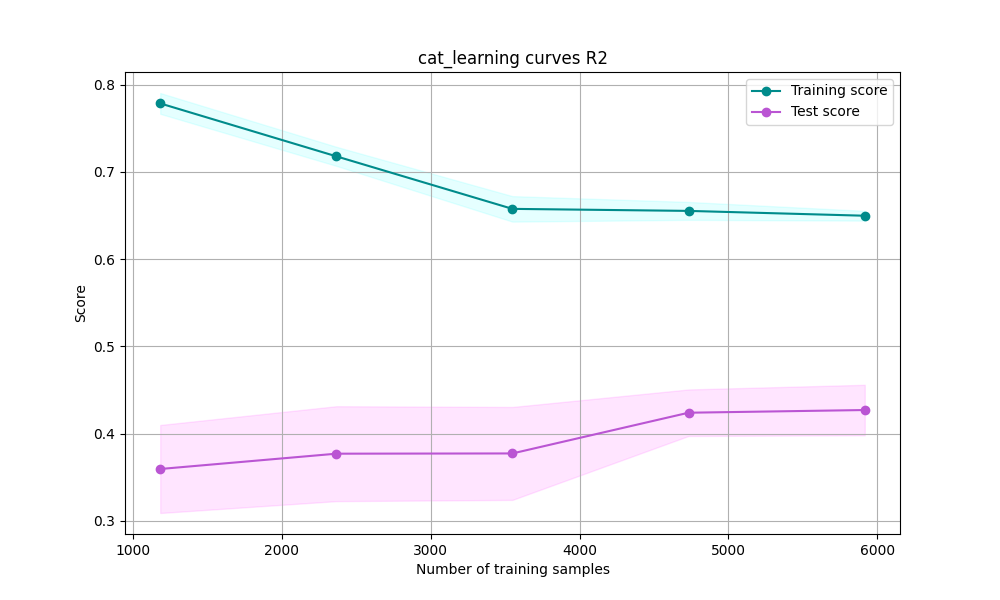 cat_learning curves R2
Training score
Test score
0.8
0.7
0.6
0.5
0.4
0.3
Score
1000
2000
3000
4000
5000
6000
Number of training samples